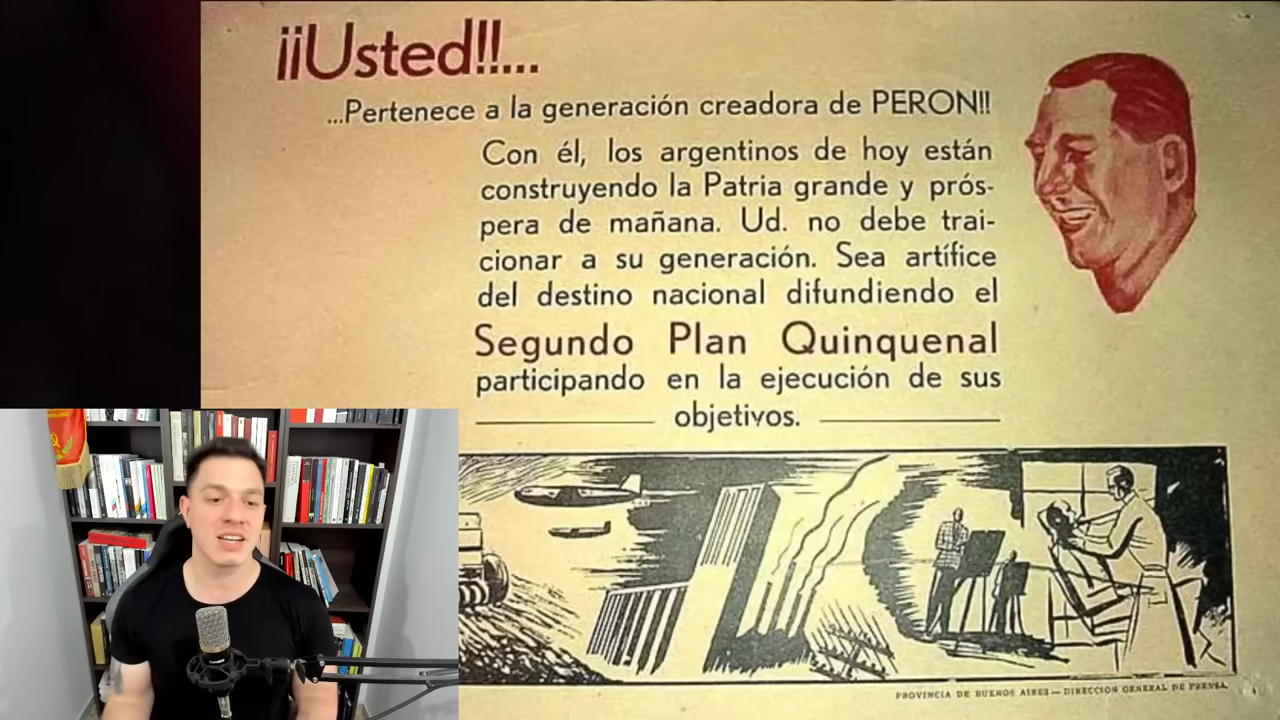 ¡¡Usted!!...
...Pertenece a la generación creadora de PERON!!
Con él, los argentinos de hoy están
construyendo la Patria grande y prós-
pera de mañana. Ud. no debe trai-
cionar a su generación. Sea artífice
del destino nacional difundiendo el
Segundo Plan Quinquenal
participando en la ejecución de sus
objetivos.
PROVINCIA DE BUENOS AIRES — DIRECCION GENERAL DE PRENSA